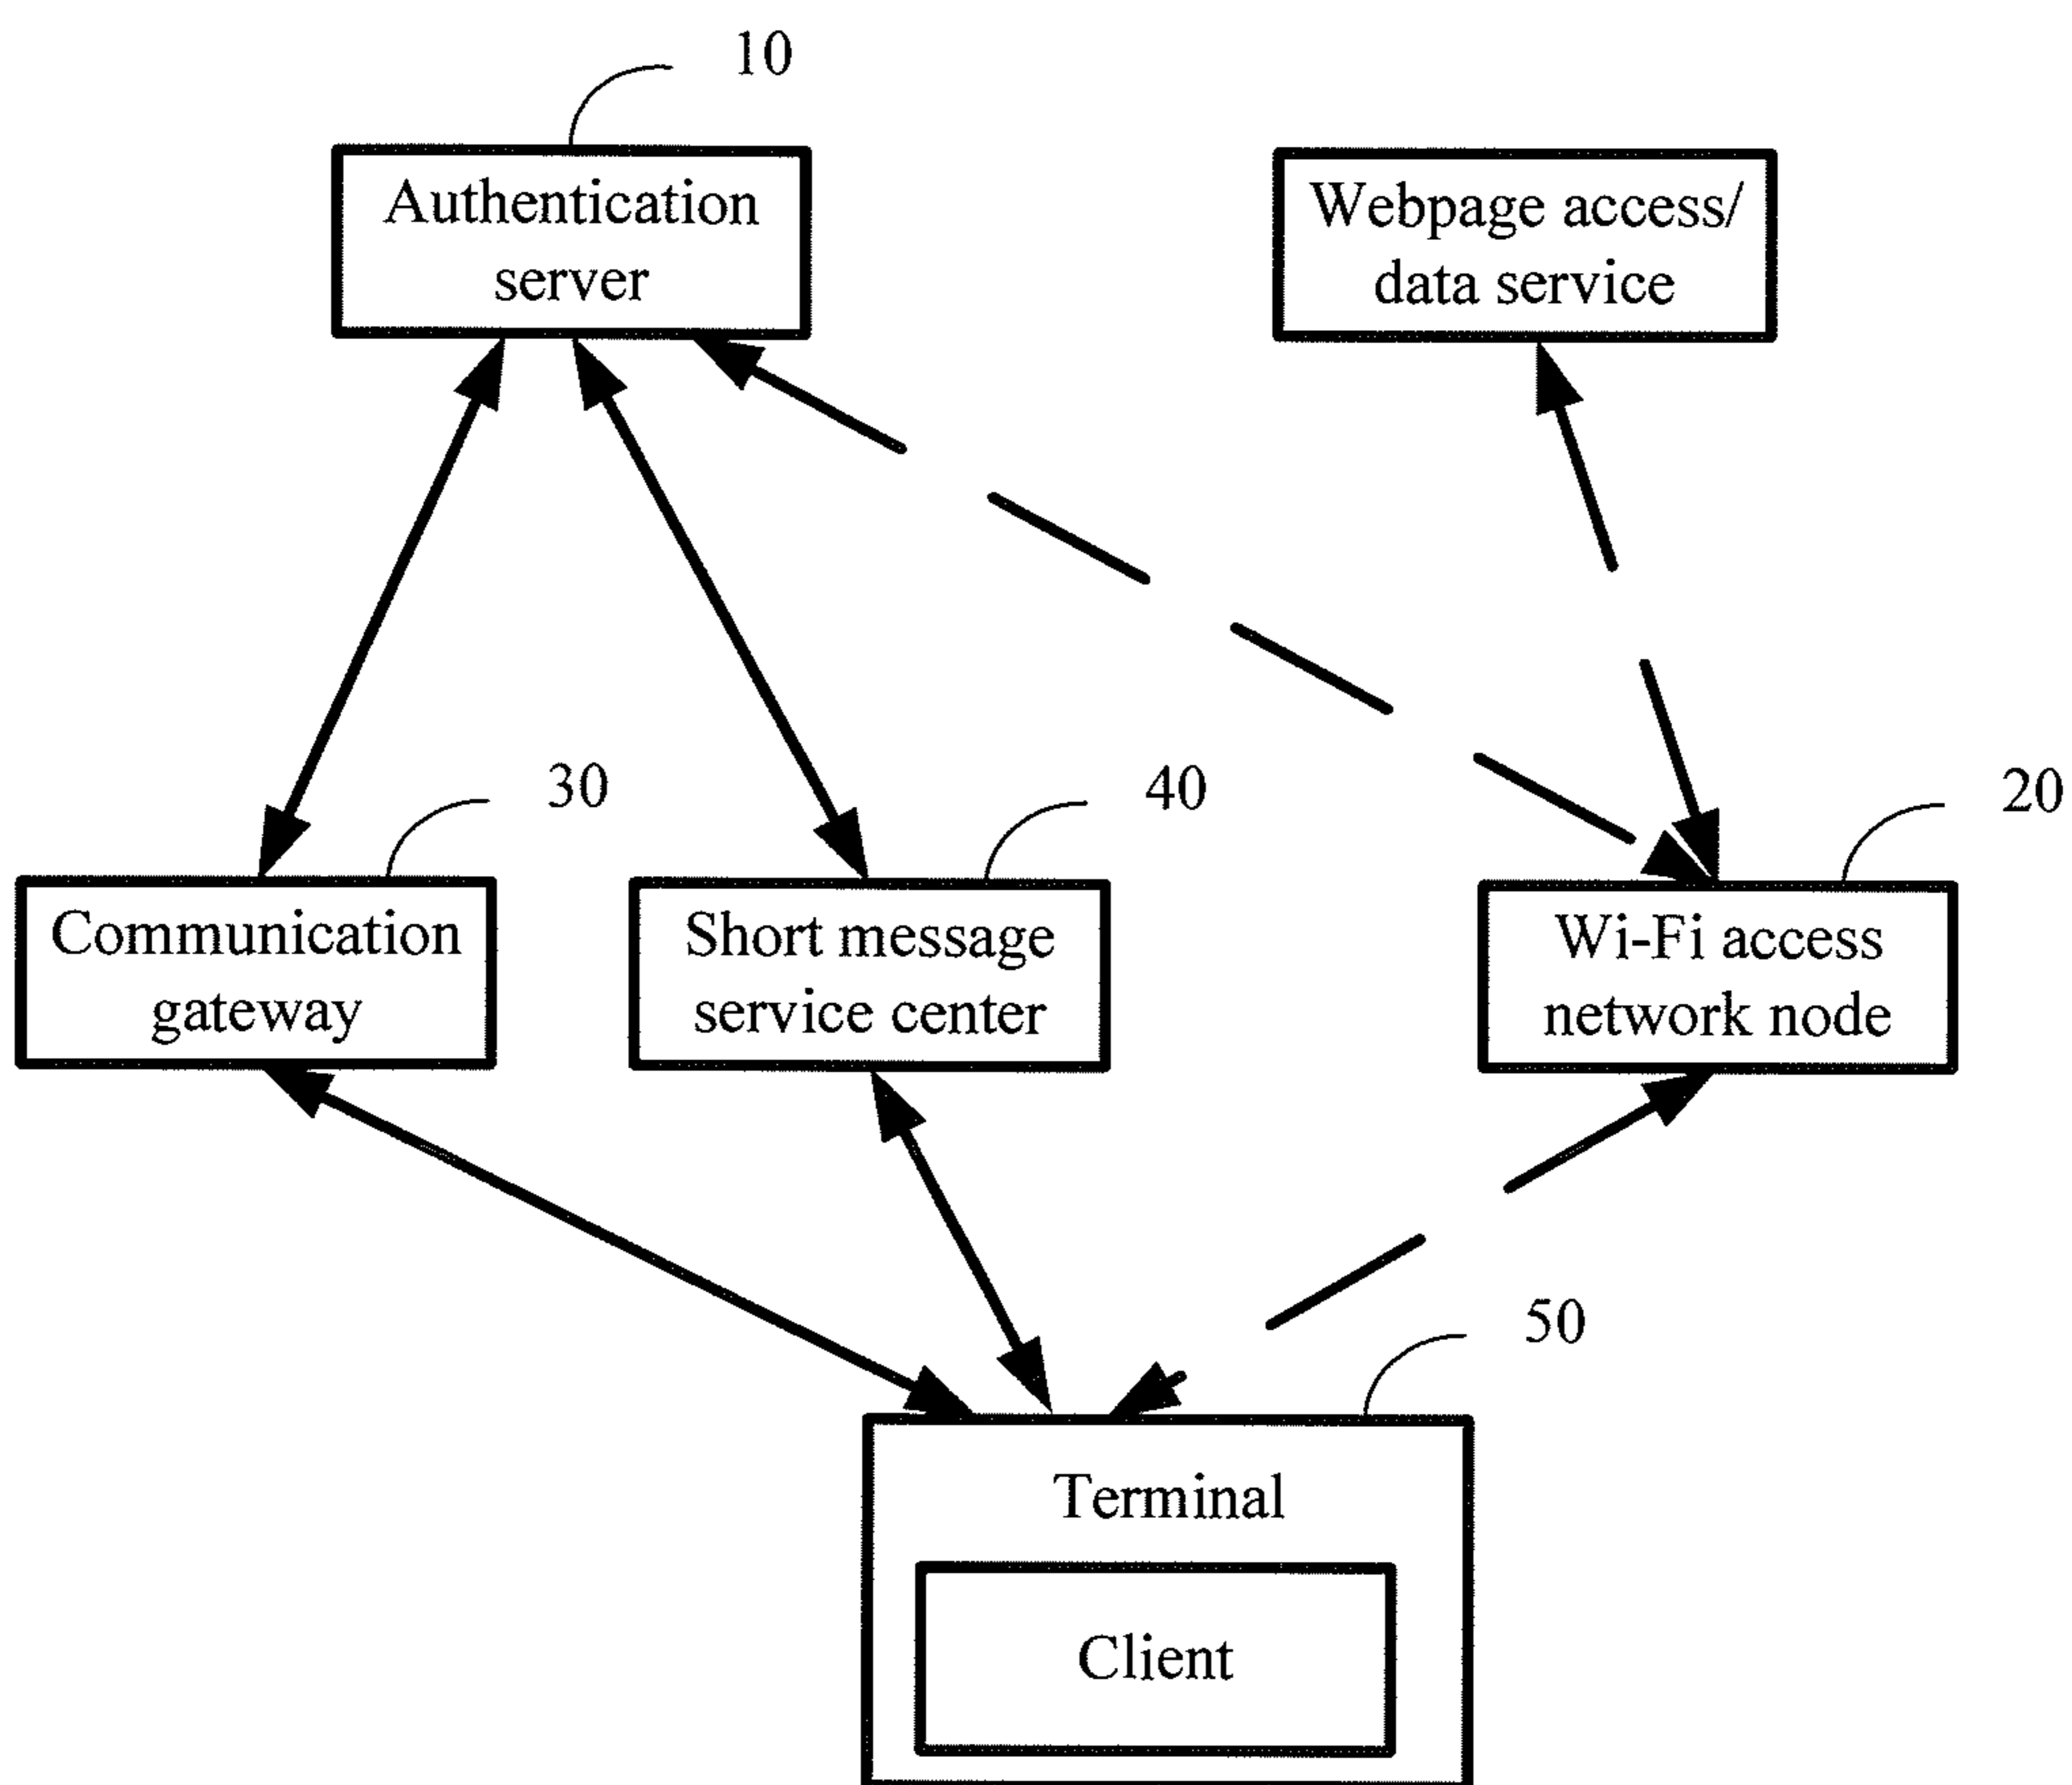 10
Authentication
server
Webpage access/
data service
30
40
20
Communication
gateway
Short message
service center
Wi-Fi access
network node
50
Terminal
Client